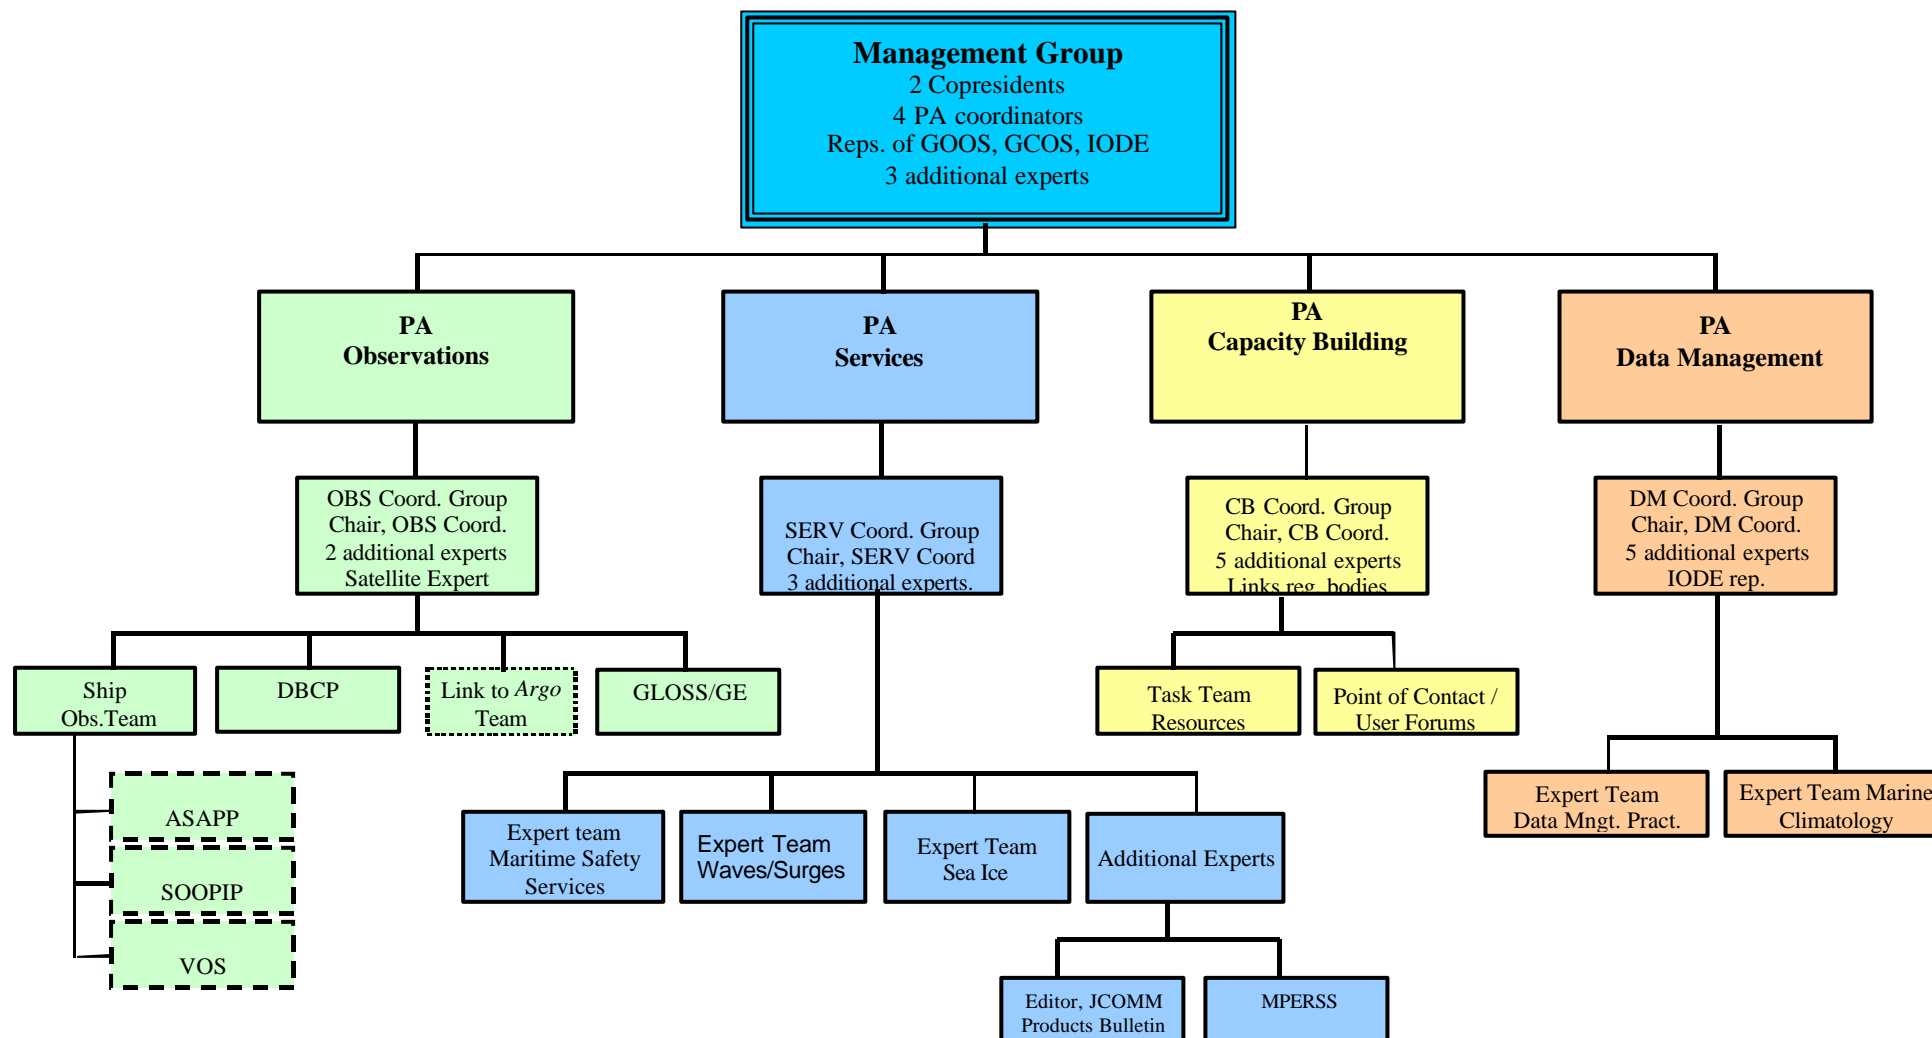 Management Group
2 Copresidents
4 PA coordinators
Reps. of GOOS, GCOS, IODE
3 additional experts
PA
Observations
PA
Services
PA
Capacity Building
PA
Data Management
OBS Coord. Group
Chair, OBS Coord.
2 additional experts
Satellite Expert
SERV Coord. Group
Chair, SERV Coord
3 additional experts.
CB Coord. Group
Chair, CB Coord.
5 additional experts
Links reg. bodies
DM Coord. Group
Chair, DM Coord.
5 additional experts
IODE rep.
Ship
Obs.Team
DBCP
Link to Argo
Team
GLOSS/GE
Task Team
Resources
Point of Contact /
User Forums
ASAPP
SOOPIP
VOS
Expert team
Maritime Safety
Services
Expert Team
Waves/Surges
Expert Team
Sea Ice
Additional Experts
Expert Team
Data Mngt. Pract.
Expert Team Marine
Climatology
Editor, JCOMM
Products Bulletin
MPERSS